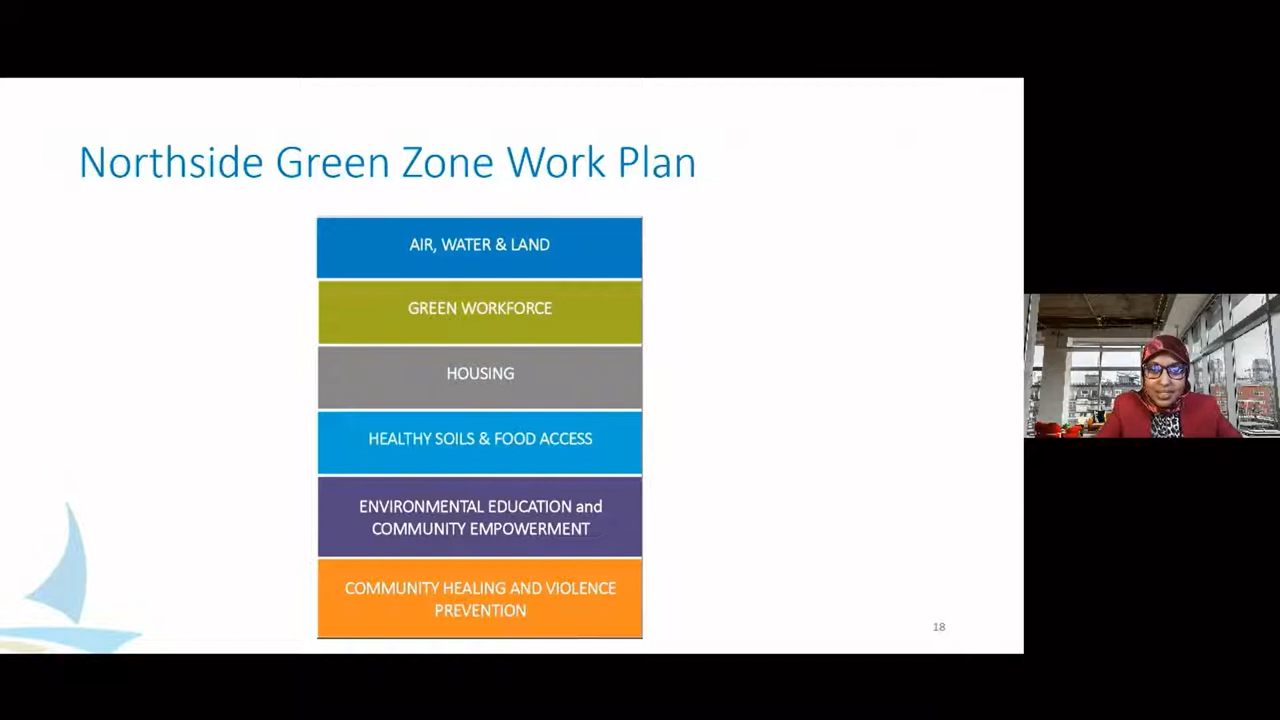 Northside Green Zone Work Plan
AIR, WATER & LAND
GREEN WORKFORCE
HOUSING
HEALTHY SOILS & FOOD ACCESS
ENVIRONMENTAL EDUCATION and
COMMUNITY EMPOWERMENT
COMMUNITY HEALING AND VIOLENCE
PREVENTION
18